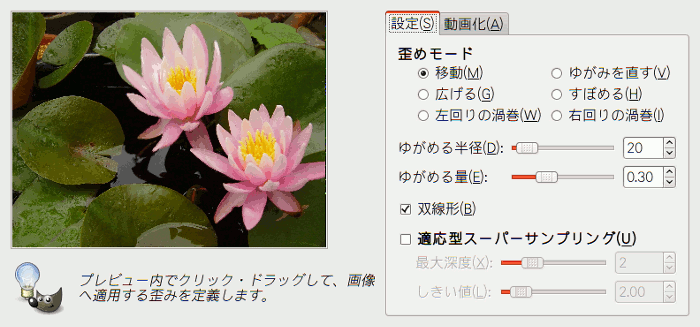 設定(S)
動画化(A)
歪めモード
移動(M)
ゆがみを直す(V)
広げる(G)
すぼめる(H)
左回りの渦巻(W)
右回りの渦巻(I)
ゆがめる半径(D):
20
ゆがめる量(E):
0.30
双線形(B)
適応型スーパーサンプリング(U)
最大深度(X):
2
しきい値(L):
2.00
プレビュー内でクリック・ドラッグして、画像
へ適用する歪みを定義します。